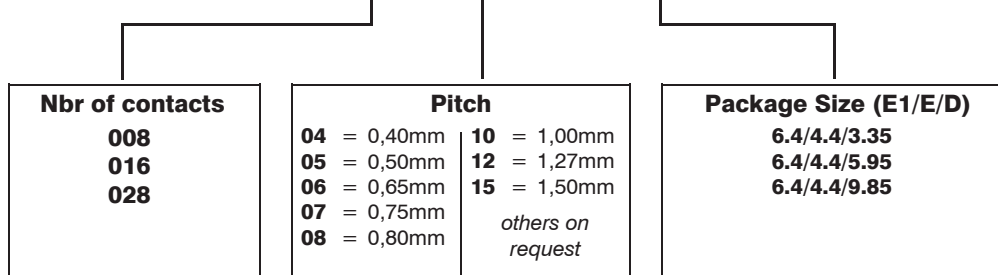 Nbr of contacts
008
016
028
Pitch
04 = 0,40mm
05 = 0,50mm
06 = 0,65mm
07 = 0,75mm
08 = 0,80mm
10 = 1,00mm
12 = 1,27mm
15 = 1,50mm
others on
request
Package Size (E1/E/D)
6.4/4.4/3.35
6.4/4.4/5.95
6.4/4.4/9.85